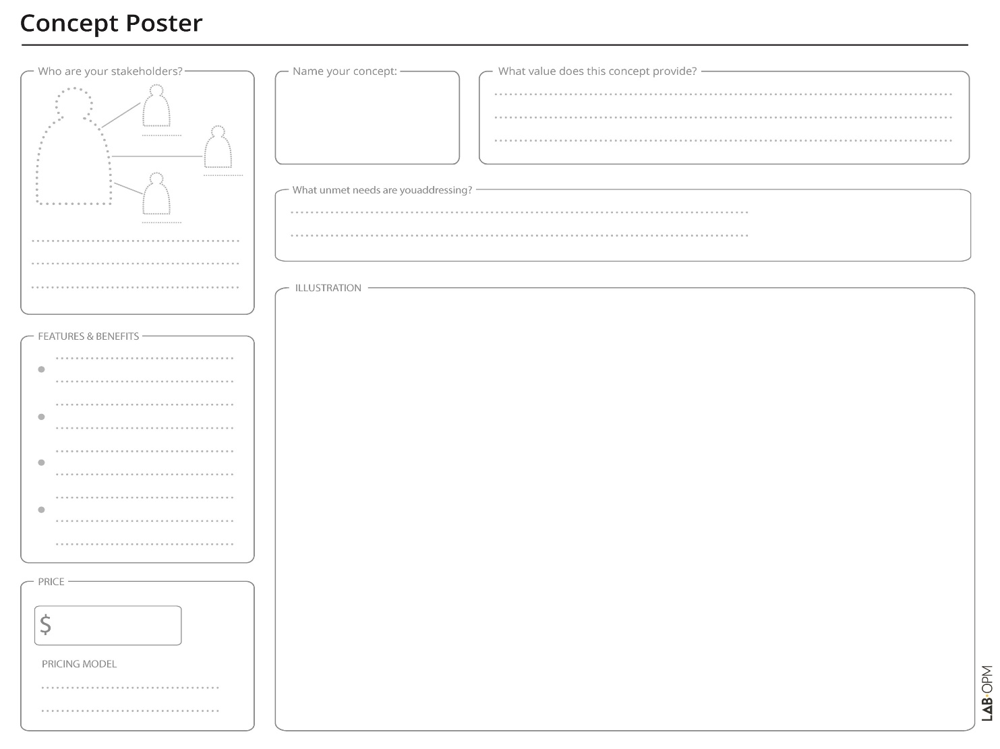 Concept Poster
Who are your stakeholders?
Name your concept:
What value does this concept provide?
What unmet needs are youaddressing?
ILLUSTRATION
FEATURES & BENEFITS
PRICE
$
PRICING MODEL
LAB·OPM